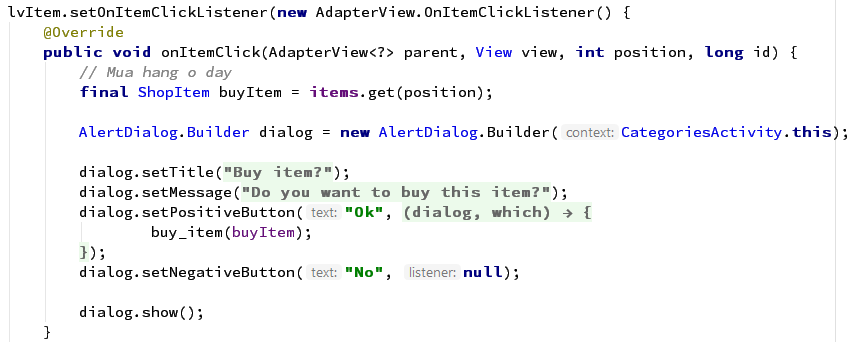 lvItem.setOnItemClickListener(new AdapterView.OnItemClickListener() {
@Override
public void onItemClick(AdapterView<?> parent, View view, int position, long id) {
// Mua hang o day
final ShopItem buyItem = items.get(position);
AlertDialog.Builder dialog = new AlertDialog.Builder( context: CategoriesActivity.this);
dialog.setTitle("Buy item?");
dialog.setMessage("Do you want to buy this item?");
dialog.setPositiveButton( text: "Ok", (dialog, which) → {
buy_item(buyItem);
});
dialog.setNegativeButton( text: "No", listener: null);
dialog.show();
}